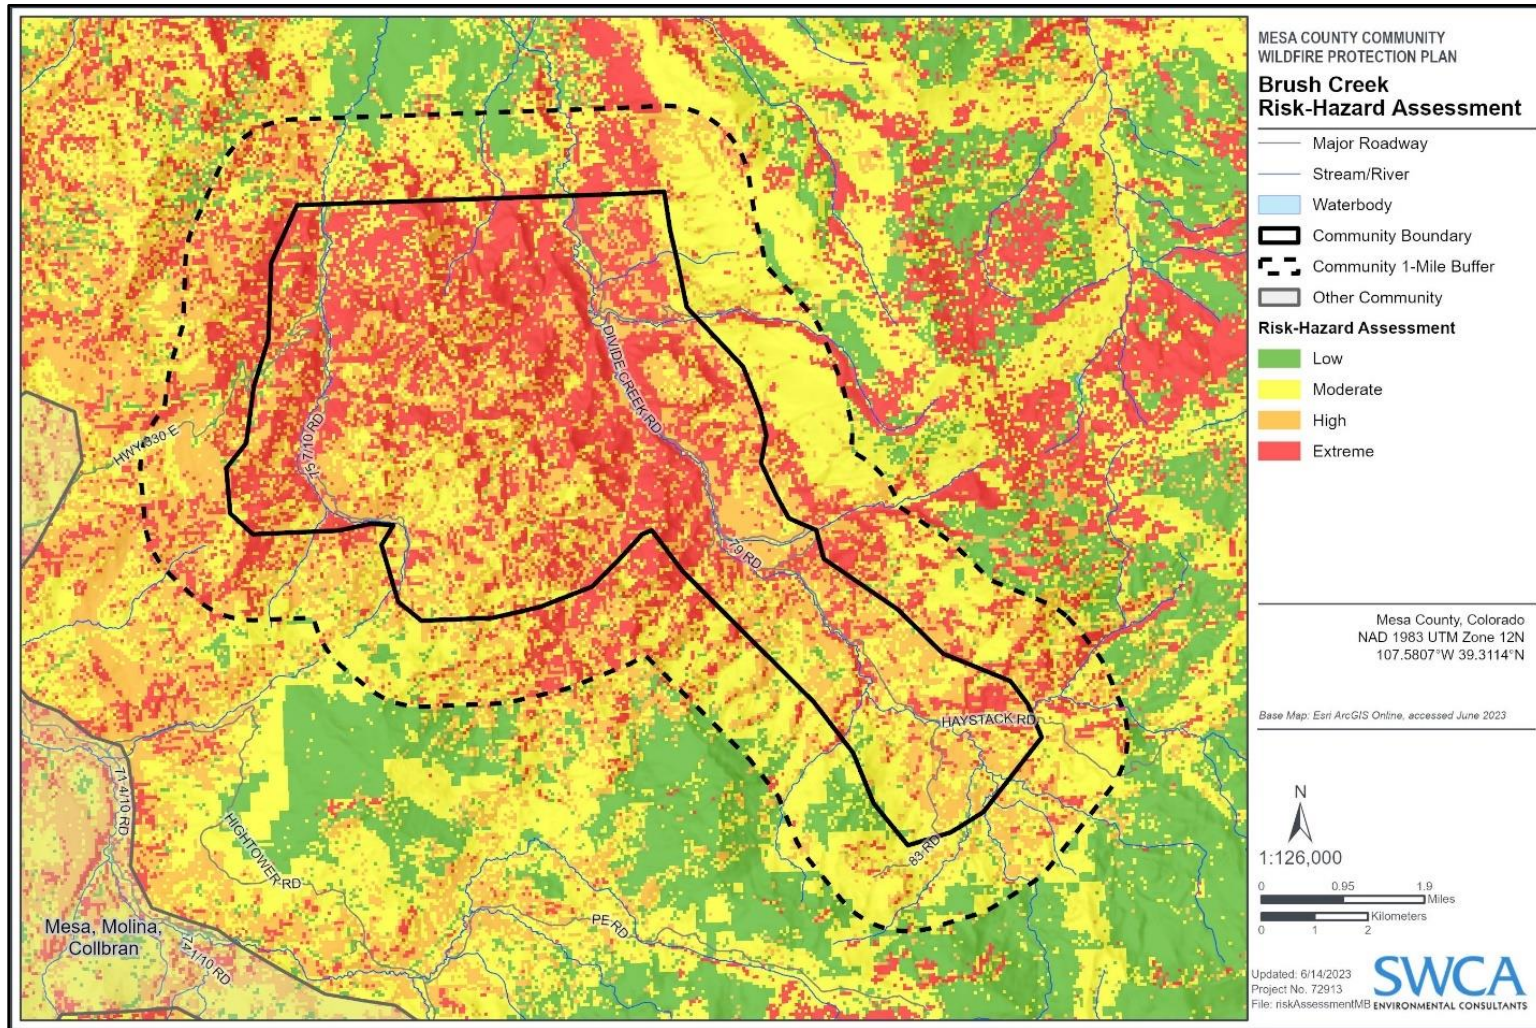 MESA COUNTY COMMUNITY
WILDFIRE PROTECTION PLAN
Brush Creek
Risk-Hazard Assessment
Major Roadway
Stream/River
Waterbody
Community Boundary
Community 1-Mile Buffer
Other Community
Risk-Hazard Assessment
Low
Moderate
High
Extreme
Mesa County, Colorado
NAD 1983 UTM Zone 12N
107.5807°W 39.3114°N
Base Map: Esri ArcGIS Online, accessed June 2023
N
1:126,000
0 0.95 1.9
Miles
Kilometers
0 1 2
Updated: 6/14/2023
Project No. 72913
File: riskAssessmentMB
SWCA
ENVIRONMENTAL CONSULTANTS
DIVIDE CREEK RD
75 7/10 RD
HWY 330 E
79 RD
HAYSTACK RD
83 RD
71 4/10 RD
HIGHTOWER RD
PE RD
Mesa, Molina,
Collbran
74 1/10 RD